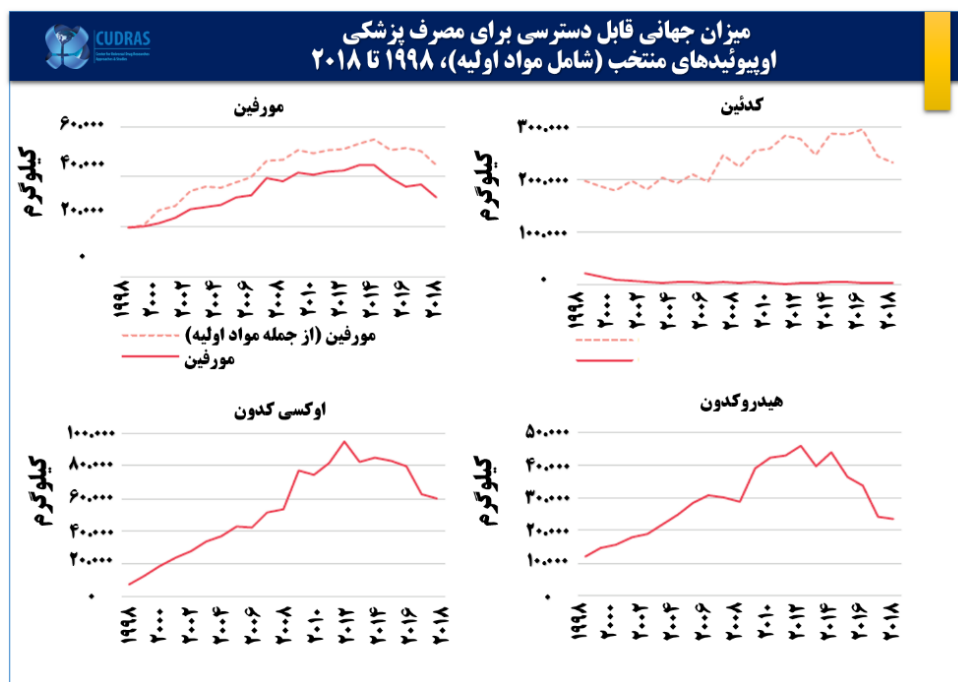 CUDRAS
میزان جهانی قابل دسترسی برای مصرف پزشکی
اوپیوئیدهای منتخب (شامل مواد اولیه)، ۱۹۹۸ تا ۲۰۱۸
کدئین
کیلوگرم
۳۰۰.۰۰۰
۲۰۰.۰۰۰
۱۰۰.۰۰۰
۰
۱۹۹۸ ۲۰۰۰ ۲۰۰۲ ۲۰۰۴ ۲۰۰۶ ۲۰۰۸ ۲۰۱۰ ۲۰۱۲ ۲۰۱۴ ۲۰۱۶ ۲۰۱۸
مورفین
کیلوگرم
۶۰.۰۰۰
۴۰.۰۰۰
۲۰.۰۰۰
۰
۱۹۹۸ ۲۰۰۰ ۲۰۰۲ ۲۰۰۴ ۲۰۰۶ ۲۰۰۸ ۲۰۱۰ ۲۰۱۲ ۲۰۱۴ ۲۰۱۶ ۲۰۱۸
مورفین (از جمله مواد اولیه)
مورفین
هیدروکدون
کیلوگرم
۵۰.۰۰۰
۴۰.۰۰۰
۳۰.۰۰۰
۲۰.۰۰۰
۱۰.۰۰۰
۰
۱۹۹۸ ۲۰۰۰ ۲۰۰۲ ۲۰۰۴ ۲۰۰۶ ۲۰۰۸ ۲۰۱۰ ۲۰۱۲ ۲۰۱۴ ۲۰۱۶ ۲۰۱۸
اوکسی کدون
کیلوگرم
۱۰۰.۰۰۰
۸۰.۰۰۰
۶۰.۰۰۰
۴۰.۰۰۰
۲۰.۰۰۰
۰
۱۹۹۸ ۲۰۰۰ ۲۰۰۲ ۲۰۰۴ ۲۰۰۶ ۲۰۰۸ ۲۰۱۰ ۲۰۱۲ ۲۰۱۴ ۲۰۱۶ ۲۰۱۸